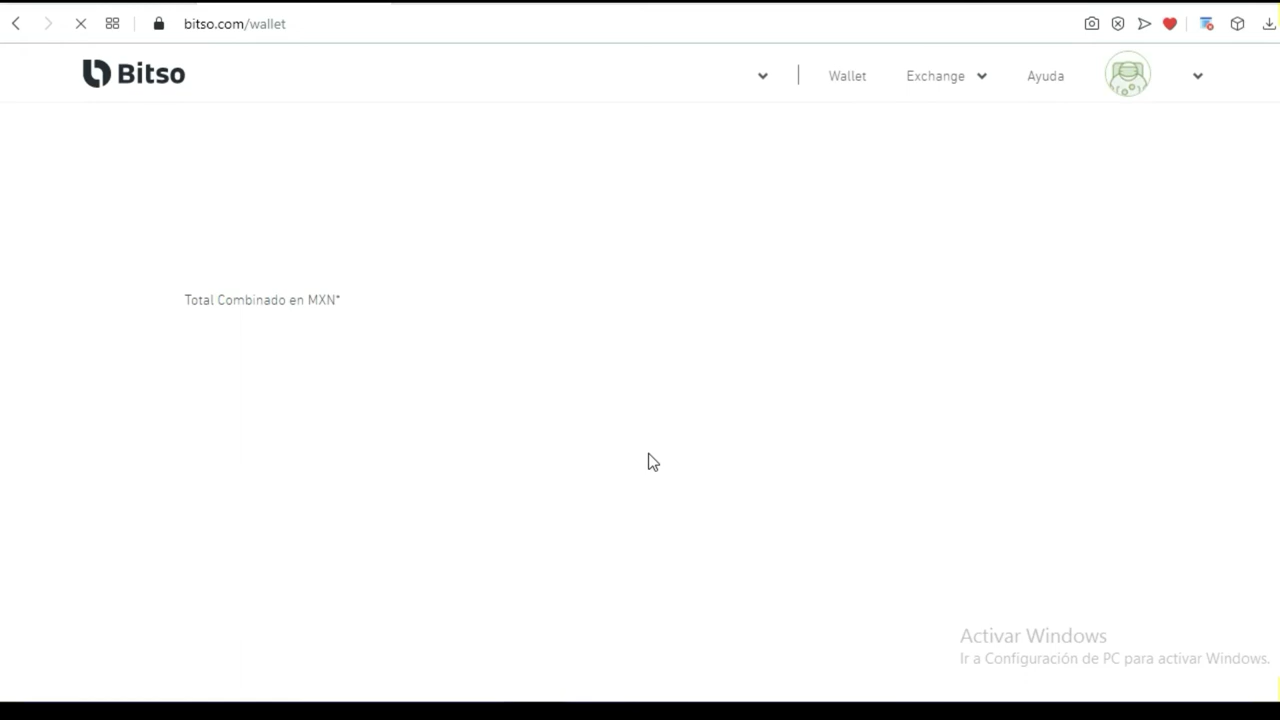 bitso.com/wallet
Bitso
Wallet
Exchange
Ayuda
Total Combinado en MXN*
Activar Windows
Ir a Configuración de PC para activar Windows.